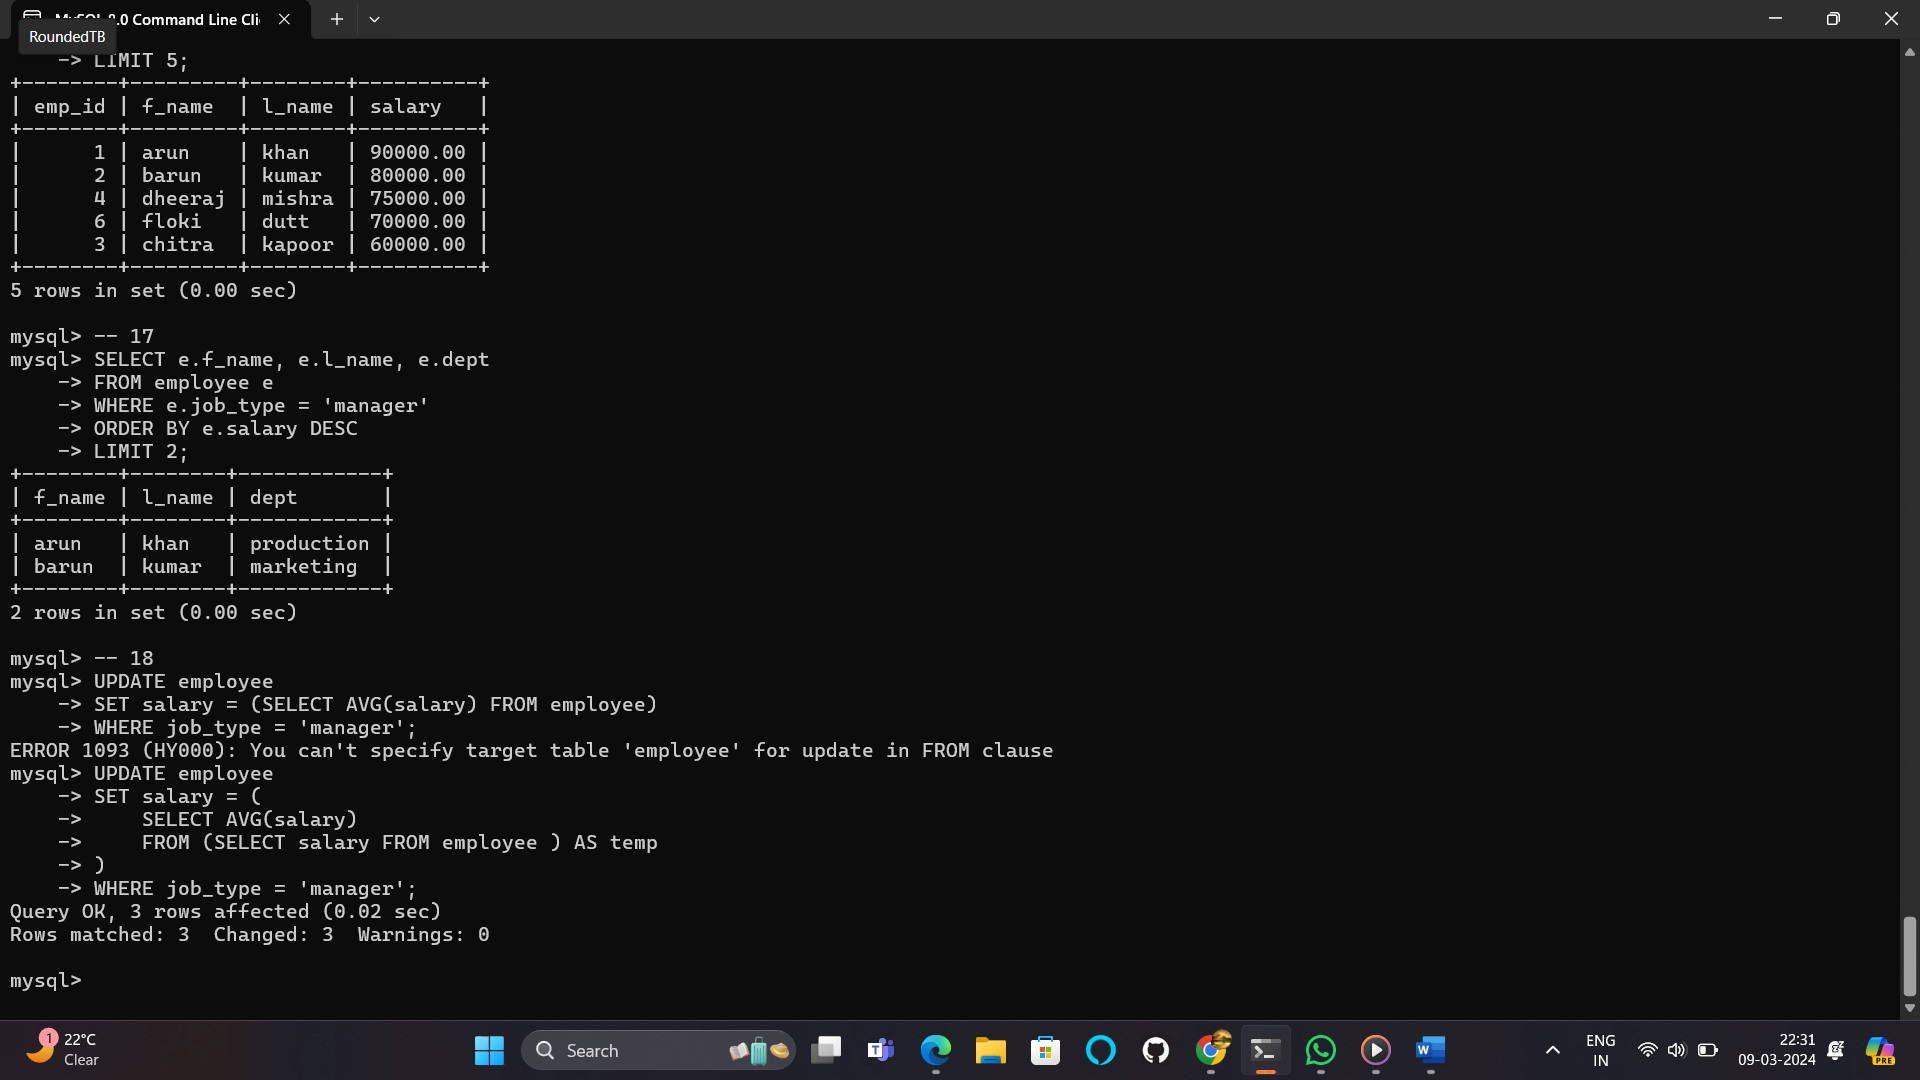 MySQL 8.0 Command Line Cli
RoundedTB
    -> LIMIT 5;
+--------+---------+--------+----------+
| emp_id | f_name  | l_name | salary   |
+--------+---------+--------+----------+
|      1 | arun    | khan   | 90000.00 |
|      2 | barun   | kumar  | 80000.00 |
|      4 | dheeraj | mishra | 75000.00 |
|      6 | floki   | dutt   | 70000.00 |
|      3 | chitra  | kapoor | 60000.00 |
+--------+---------+--------+----------+
5 rows in set (0.00 sec)
mysql> -- 17
mysql> SELECT e.f_name, e.l_name, e.dept
    -> FROM employee e
    -> WHERE e.job_type = 'manager'
    -> ORDER BY e.salary DESC
    -> LIMIT 2;
+--------+--------+------------+
| f_name | l_name | dept       |
+--------+--------+------------+
| arun   | khan   | production |
| barun  | kumar  | marketing  |
+--------+--------+------------+
2 rows in set (0.00 sec)
mysql> -- 18
mysql> UPDATE employee
    -> SET salary = (SELECT AVG(salary) FROM employee)
    -> WHERE job_type = 'manager';
ERROR 1093 (HY000): You can't specify target table 'employee' for update in FROM clause
mysql> UPDATE employee
    -> SET salary = (
    ->     SELECT AVG(salary)
    ->     FROM (SELECT salary FROM employee ) AS temp
    -> )
    -> WHERE job_type = 'manager';
Query OK, 3 rows affected (0.02 sec)
Rows matched: 3  Changed: 3  Warnings: 0
mysql>
1
22°C
Clear
Search
ENG
IN
22:31
09-03-2024
PRE